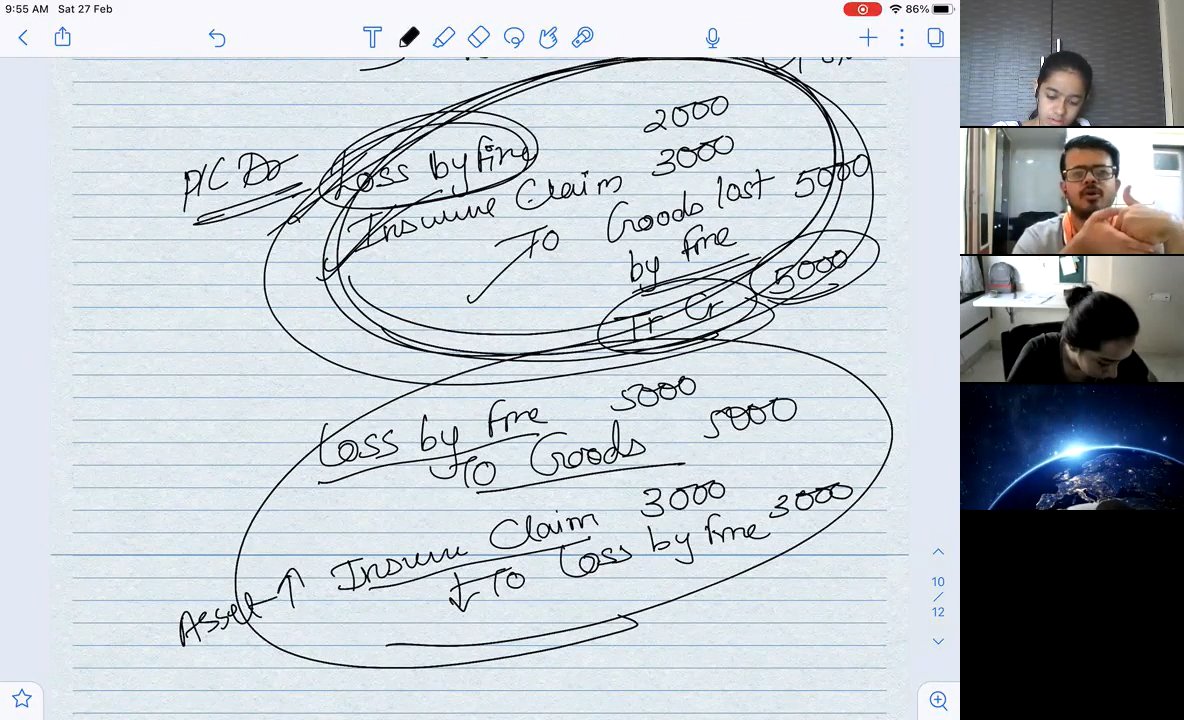 9:55 AM Sat 27 Feb
86%
T
2000
P/C Dr Loss by fire
Insurance Claim 3000
To Goods lost 5000
by fire
Tr Cr 5000
Loss by fire 5000
To Goods 5000
Insurance Claim 3000
To Loss by fire 3000
Asset ↑
10
/
12